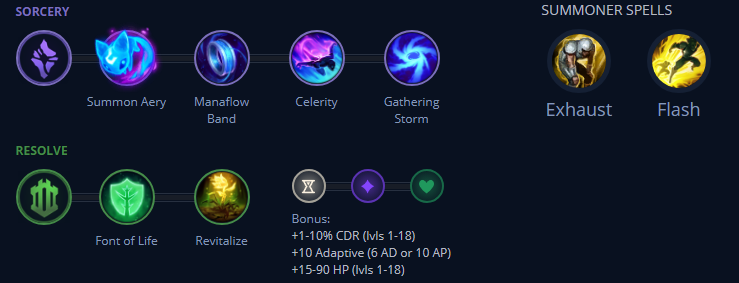 SORCERY
SUMMONER SPELLS
Summon Aery
Manaflow
Band
Celerity
Gathering
Storm
Exhaust
Flash
RESOLVE
Font of Life
Revitalize
Bonus:
+1-10% CDR (lvls 1-18)
+10 Adaptive (6 AD or 10 AP)
+15-90 HP (lvls 1-18)